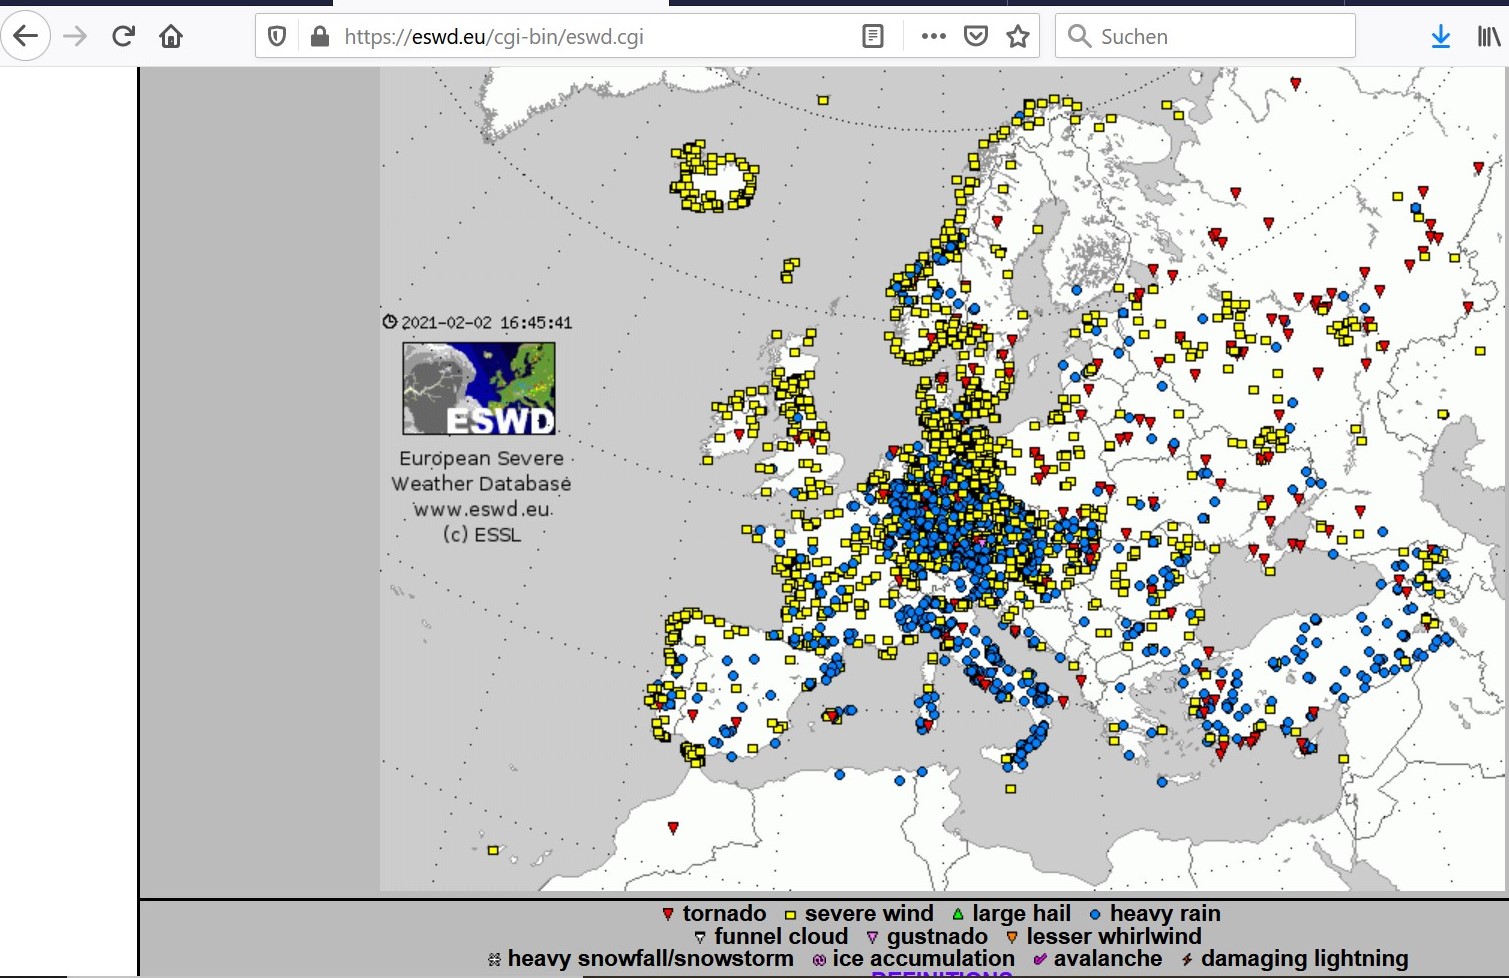 https://eswd.eu/cgi-bin/eswd.cgi
Suchen
2021-02-02 16:45:41
ESWD
European Severe
Weather Database
www.eswd.eu
(c) ESSL
tornado severe wind large hail heavy rain
funnel cloud gustnado lesser whirlwind
heavy snowfall/snowstorm ice accumulation avalanche damaging lightning
DEFINITIONS